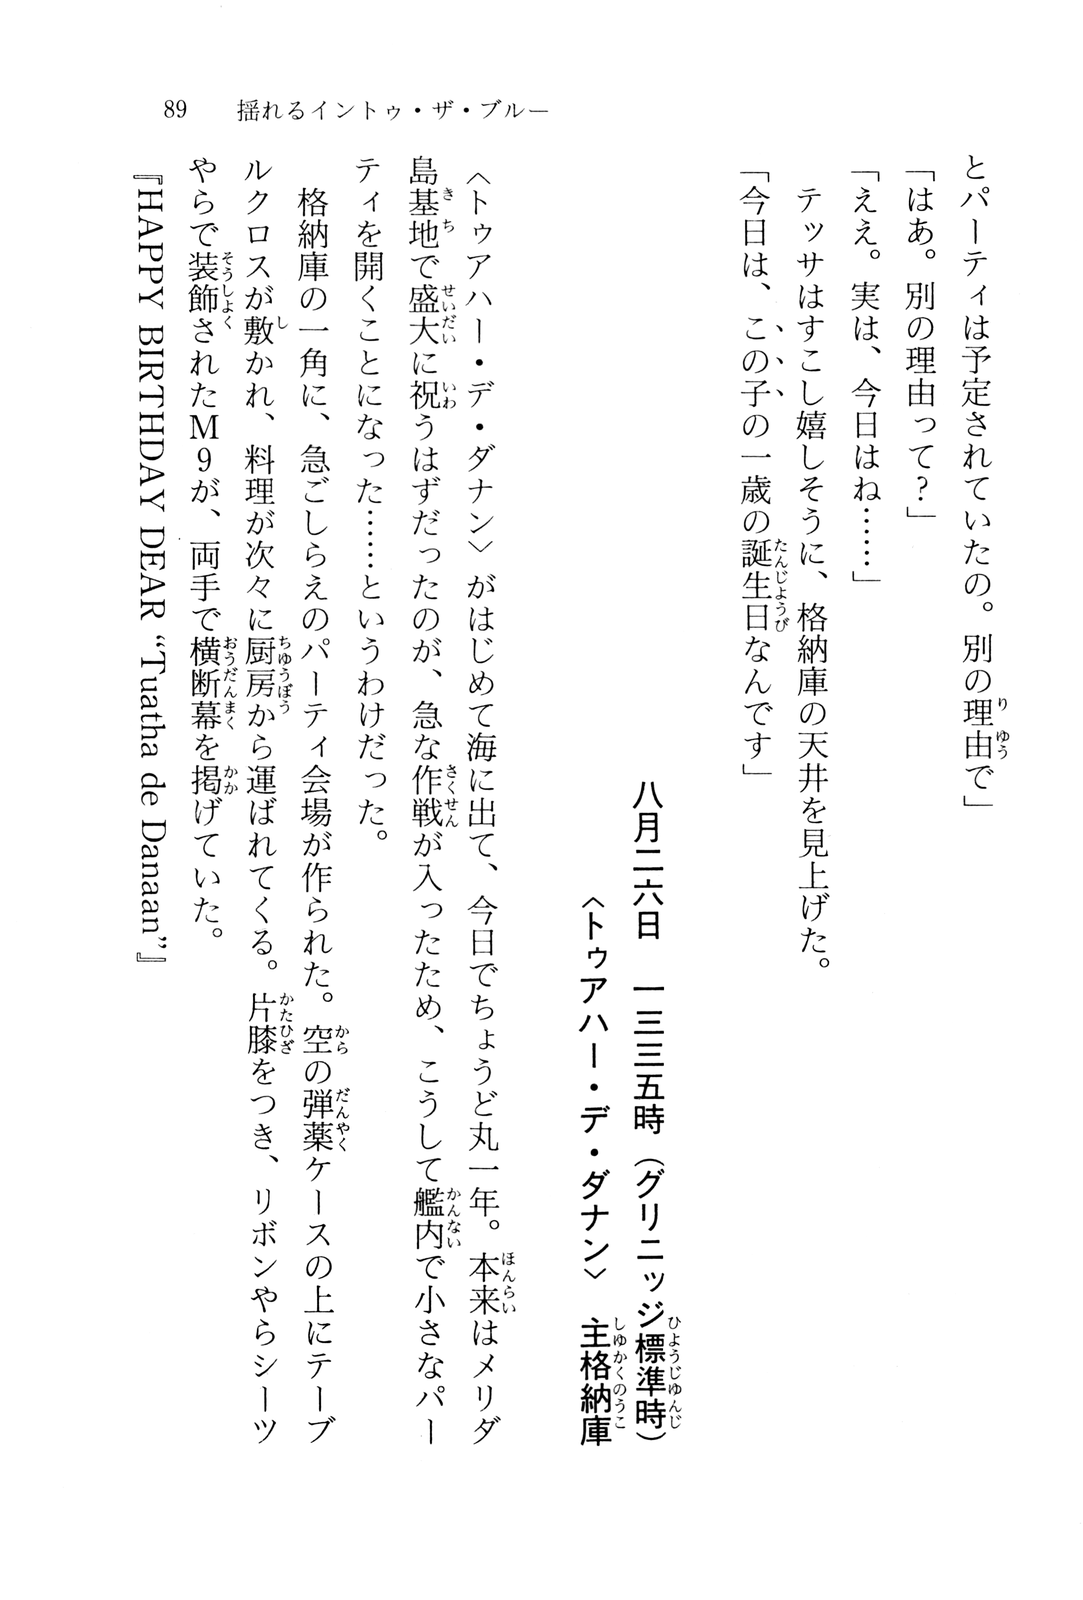 89 揺れるイントゥ・ザ・ブルー
とパーティは予定されていたの。別の理由で」
「はあ。別の理由って？」
「ええ。実は、今日はね……」
テッサはすこし嬉しそうに、格納庫の天井を見上げた。
「今日は、この子の一歳の誕生日なんです」
八月二六日　一三三五時（グリニッジ標準時）
〈トゥアハー・デ・ダナン〉　主格納庫
〈トゥアハー・デ・ダナン〉がはじめて海に出て、今日でちょうど丸一年。本来はメリダ
島基地で盛大に祝うはずだったのが、急な作戦が入ったため、こうして艦内で小さなパー
ティを開くことになった……というわけだった。
格納庫の一角に、急ごしらえのパーティ会場が作られた。空の弾薬ケースの上にテーブ
ルクロスが敷かれ、料理が次々に厨房から運ばれてくる。片膝をつき、リボンやらシーツ
やらで装飾されたM9が、両手で横断幕を掲げていた。
『HAPPY BIRTHDAY DEAR “Tuatha de Danaan”』